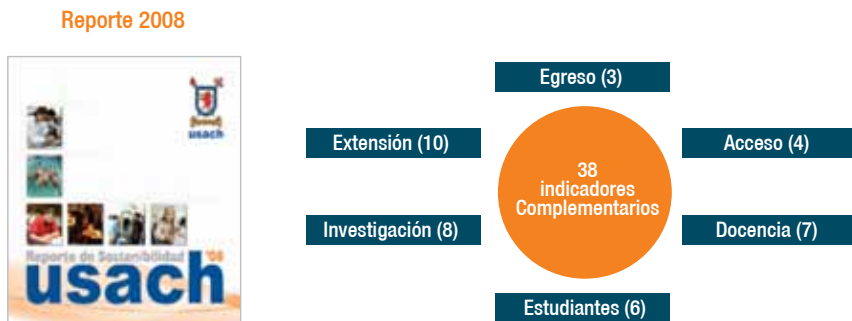 Reporte 2008
usach
Reporte de Sostenibilidad '08
usach
Egreso (3)
Extensión (10)
Acceso (4)
38
indicadores
Complementarios
Investigación (8)
Docencia (7)
Estudiantes (6)